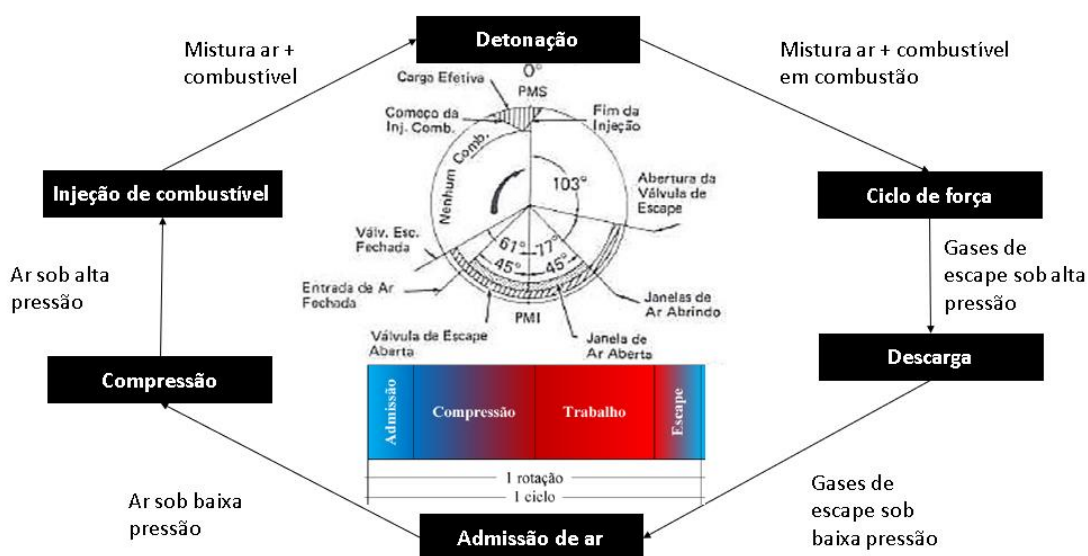 Detonação
Mistura ar +
combustível
Mistura ar + combustível
em combustão
0°
PMS
Carga Efetiva
Começo da
Inj. Comb.
Fim da
Injeção
Nenhum Comb.
103°
Abertura da
Válvula de
Escape
Injeção de combustível
Ciclo de força
Válv. Esc.
Fechada
61°
77°
45°
45°
Ar sob alta
pressão
Gases de
escape sob alta
pressão
Entrada de Ar
Fechada
Janelas de
Ar Abrindo
PMI
Válvula de Escape
Aberta
Janela de
Ar Aberta
Compressão
Descarga
Admissão
Compressão
Trabalho
Escape
1 rotação
1 ciclo
Ar sob baixa
pressão
Gases de
escape sob
baixa pressão
Admissão de ar